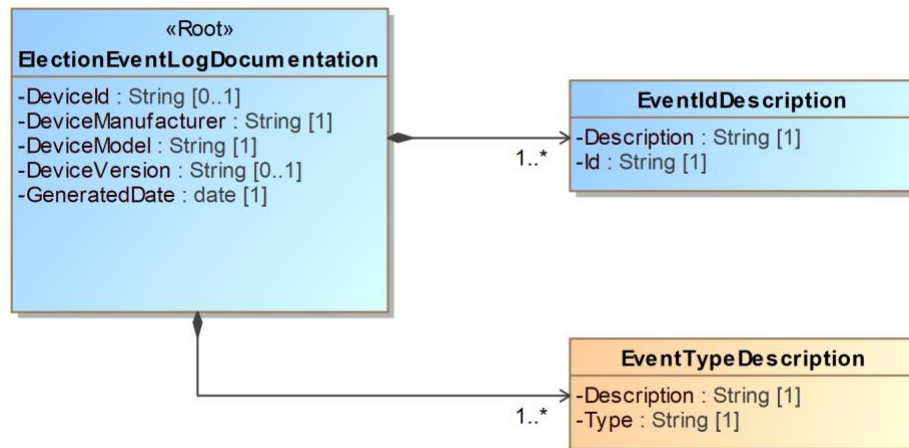 «Root»
ElectionEventLogDocumentation
-DeviceId : String [0..1]
-DeviceManufacturer : String [1]
-DeviceModel : String [1]
-DeviceVersion : String [0..1]
-GeneratedDate : date [1]
1..*
EventIdDescription
-Description : String [1]
-Id : String [1]
1..*
EventTypeDescription
-Description : String [1]
-Type : String [1]